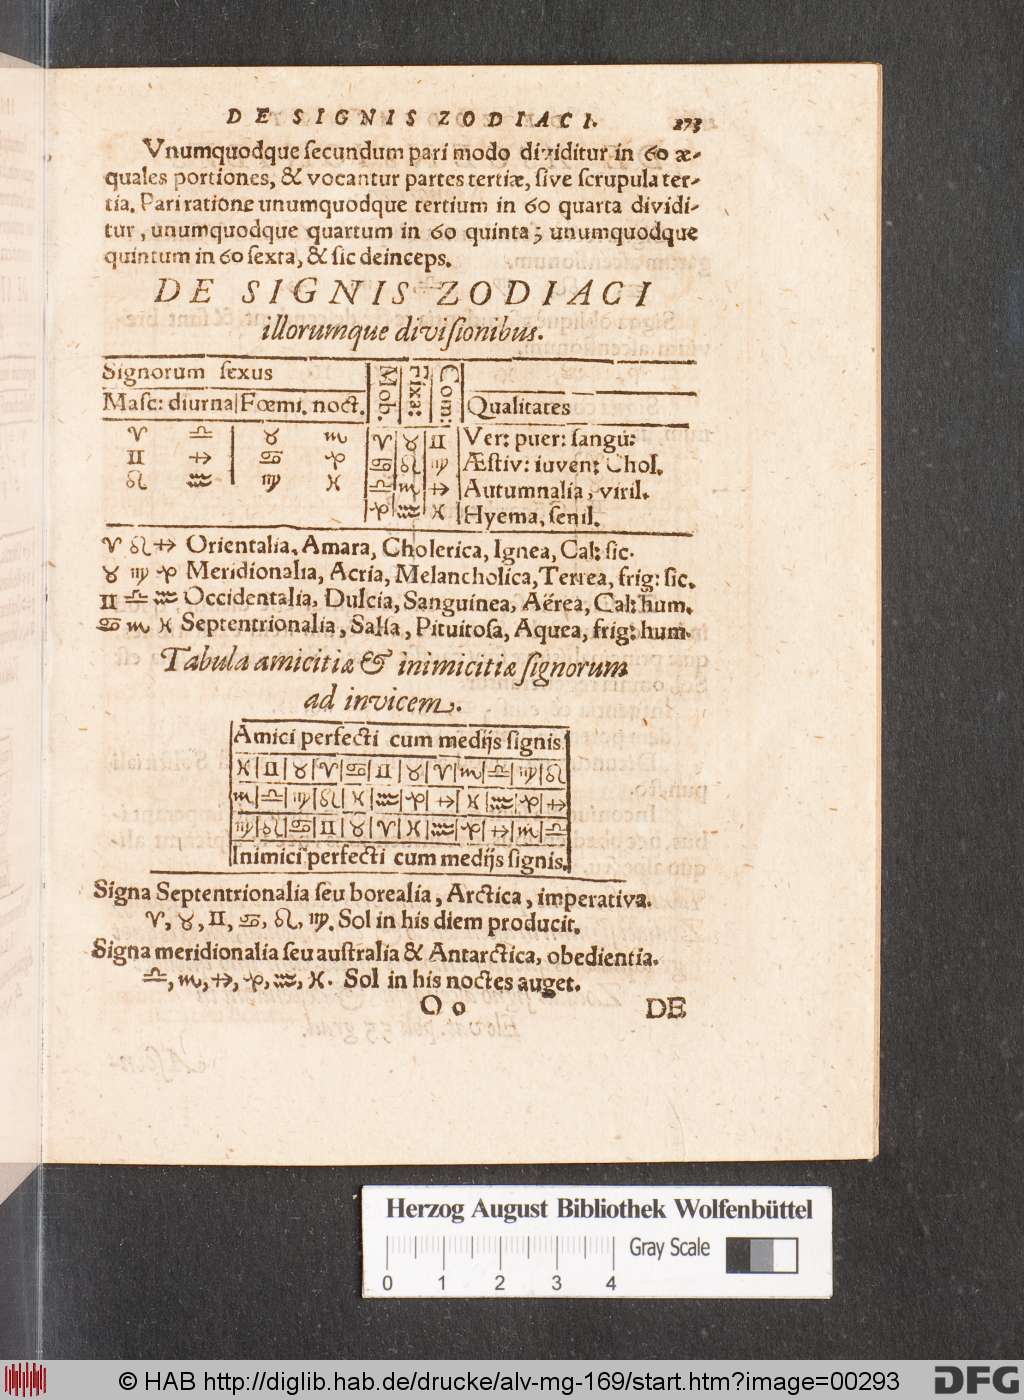 DE SIGNIS ZODIACI. 273
Vnumquodque ſecundum pari modo dividitur in 60 æ-
quales portiones, & vocantur partes tertiæ, ſive ſcrupula ter-
tia. Pari ratione unumquodque tertium in 60 quarta dividi-
tur, unumquodque quartum in 60 quinta; unumquodque
quintum in 60 ſexta, & ſic deinceps.
DE SIGNIS ZODIACI
illorumque diviſionibus.
Signorum ſexus Mob. Fixa: Com:
Maſc: diurna Fœmi. noct. Qualitates
♈ ♎ ♉ ♏ ♈ ♉ ♊ Ver: puer: ſangú:
♊ ♐ ♋ ♑ ♋ ♌ ♍ Æſtiv: iuven: Chol.
♌ ♒ ♍ ♓ ♎ ♏ ♐ Autumnalia, viril.
♑ ♒ ♓ Hyema, ſenil.
♈ ♌ ♐ Orientalia, Amara, Cholerica, Ignea, Cal: ſic.
♉ ♍ ♑ Meridionalia, Acria, Melancholica, Terrea, frig: ſic.
♊ ♎ ♒ Occidentalia, Dulcia, Sanguinea, Aërea, Cal: hum.
♋ ♏ ♓ Septentrionalia, Salſa, Pituitoſa, Aquea, frig: hum.
Tabula amicitiæ & inimicitiæ ſignorum
ad invicem.
Amici perfecti cum medijs ſignis
♓ ♊ ♉ ♈ ♋ ♊ ♉ ♈ ♏ ♎ ♍ ♌
♏ ♎ ♍ ♌ ♓ ♒ ♑ ♐ ♓ ♒ ♑ ♐
♍ ♌ ♋ ♊ ♉ ♈ ♓ ♒ ♑ ♐ ♏ ♎
Inimici perfecti cum medijs ſignis.
Signa Septentrionalia ſeu borealia, Arctica, imperativa.
♈, ♉, ♊, ♋, ♌, ♍. Sol in his diem producit.
Signa meridionalia ſeu auſtralia & Antarctica, obedientia.
♎, ♏, ♐, ♑, ♒, ♓. Sol in his noctes auget.
O o DE
Herzog August Bibliothek Wolfenbüttel
Gray Scale
0 1 2 3 4
© HAB http://diglib.hab.de/drucke/alv-mg-169/start.htm?image=00293 DFG